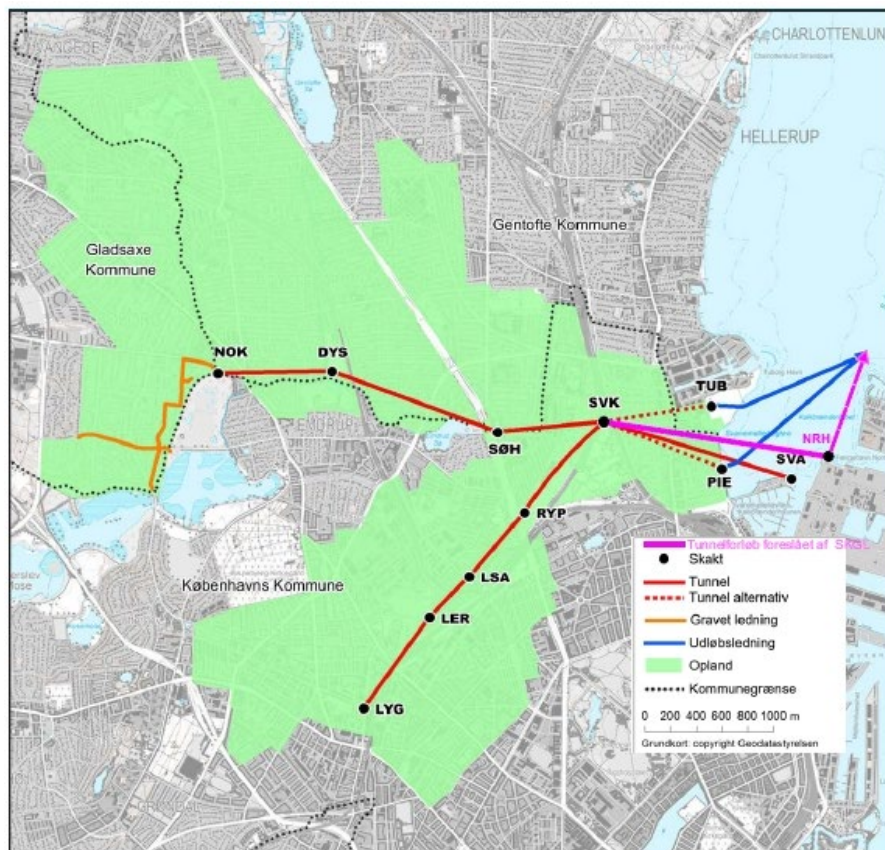 VANGEDE
CHARLOTTENLUND
HELLERUP
Gentofte Kommune
Gladsaxe
Kommune
NOK
DYS
TUB
SVK
SØH
NRH
SVA
PIE
RYP
Københavns Kommune
LSA
LER
LYG
Tunnelforløb foreslået af
Skakt
Tunnel
Tunnel alternativ
Gravet ledning
Udløbsledning
Opland
Kommunegrænse
0 200 400 600 800 1000 m
Grundkort: copyright Geodatastyrelsen